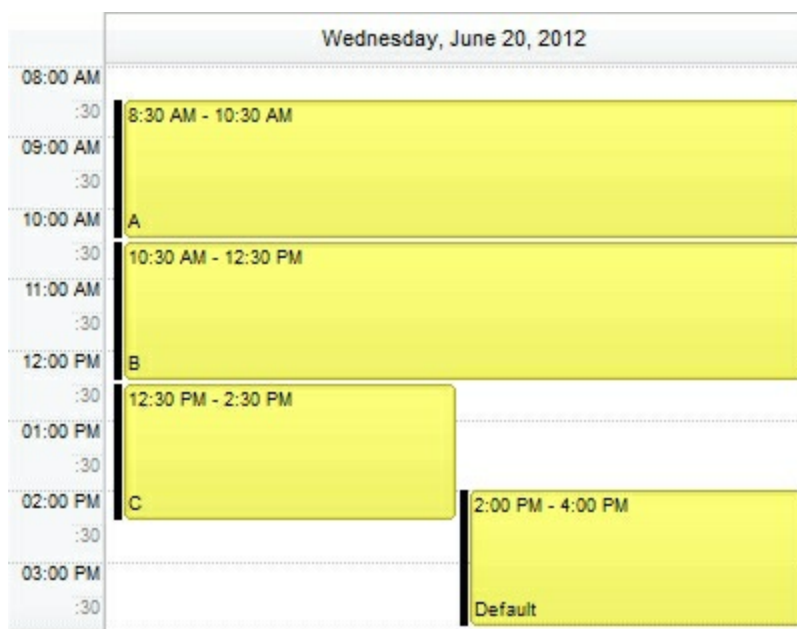 Wednesday, June 20, 2012
08:00 AM
:30
8:30 AM - 10:30 AM
09:00 AM
:30
10:00 AM
A
:30
10:30 AM - 12:30 PM
11:00 AM
:30
12:00 PM
B
:30
12:30 PM - 2:30 PM
01:00 PM
:30
02:00 PM
C
2:00 PM - 4:00 PM
:30
03:00 PM
:30
Default